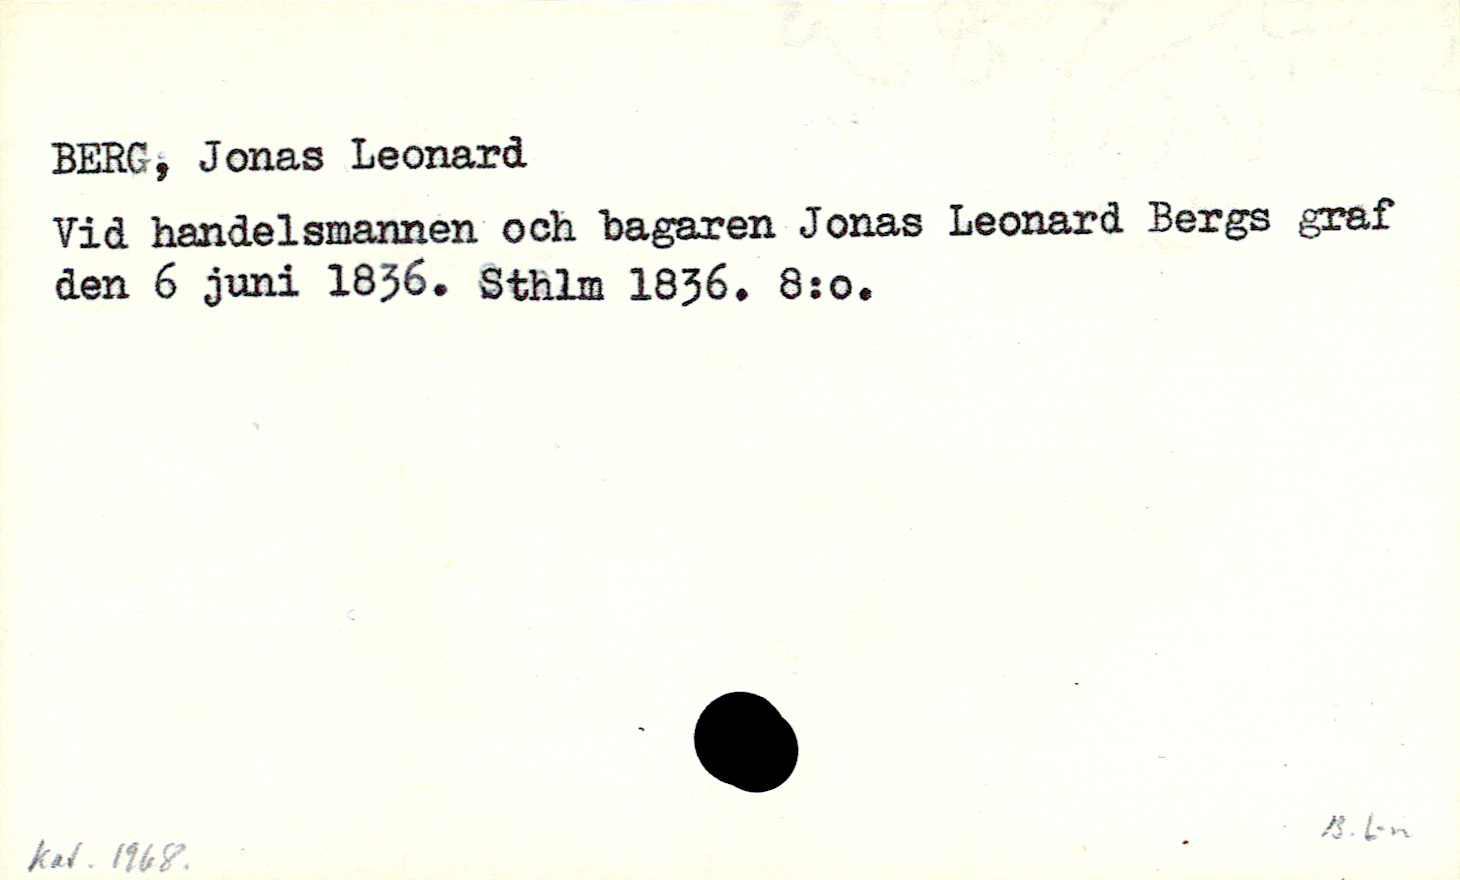 BERG, Jonas Leonard
Vid handelsmannen och bagaren Jonas Leonard Bergs graf
den 6 juni 1836. Sthlm 1836. 8:o.
kat. 1968.
B. L-n